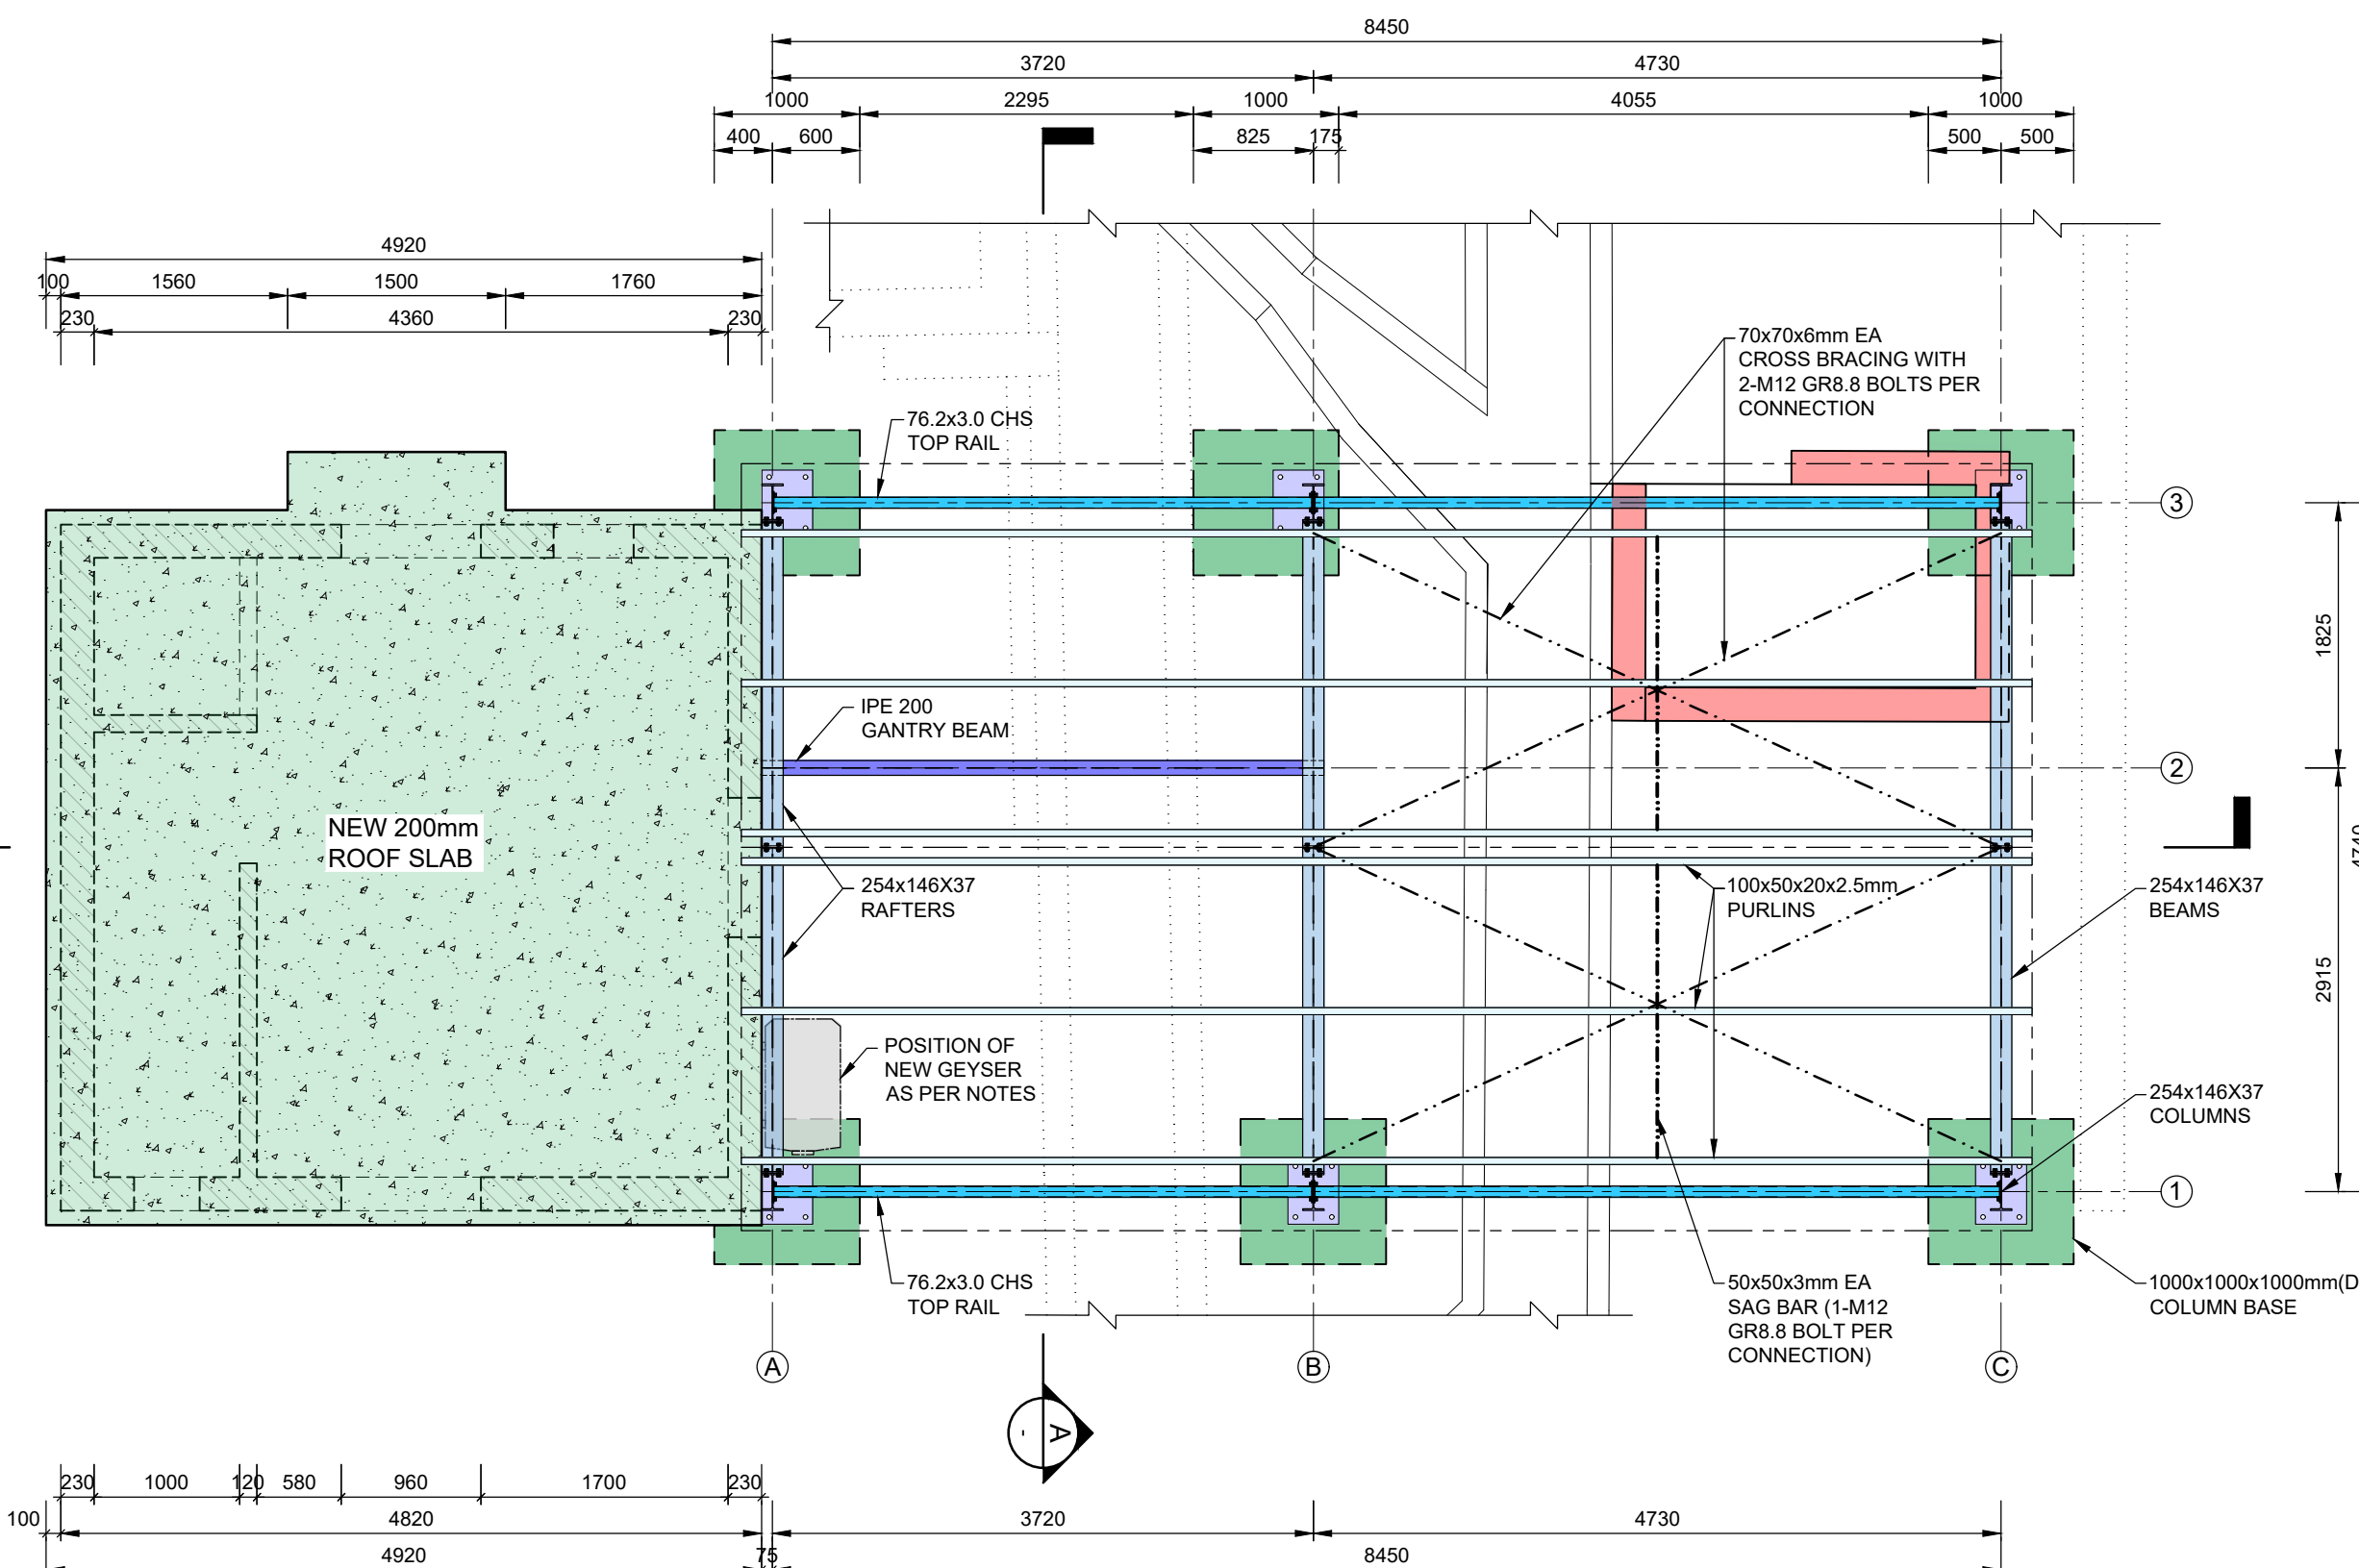 8450
3720
4730
1000
2295
1000
4055
1000
400
600
825
175
500
500
4920
100
1560
1500
1760
230
4360
230
70x70x6mm EA
CROSS BRACING WITH
2-M12 GR8.8 BOLTS PER
CONNECTION
76.2x3.0 CHS
TOP RAIL
3
1825
IPE 200
GANTRY BEAM
2
NEW 200mm
ROOF SLAB
4740
254x146X37
RAFTERS
100x50x20x2.5mm
PURLINS
254x146X37
BEAMS
2915
POSITION OF
NEW GEYSER
AS PER NOTES
254x146X37
COLUMNS
1
76.2x3.0 CHS
TOP RAIL
50x50x3mm EA
SAG BAR (1-M12
GR8.8 BOLT PER
CONNECTION)
1000x1000x1000mm(D
COLUMN BASE
A
B
C
A
-
230
1000
120
580
960
1700
230
100
4820
3720
4730
4920
75
8450